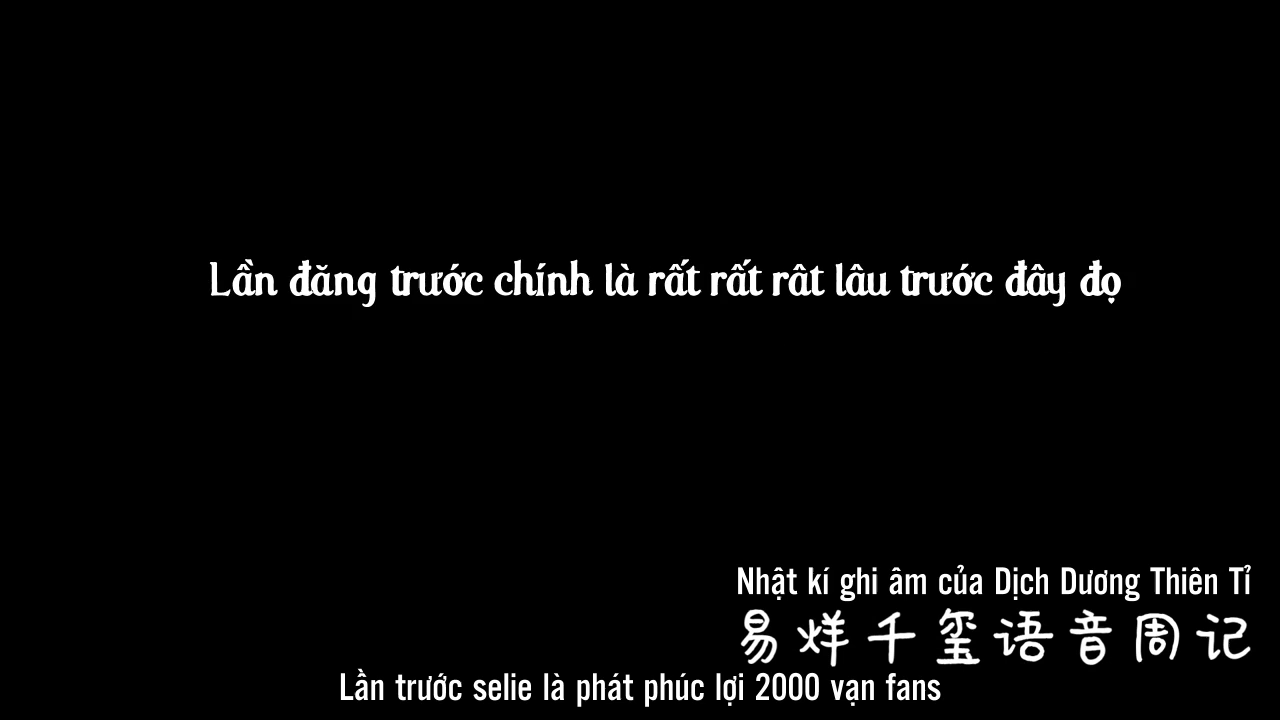 Lần đăng trước chính là rất rất rât lâu trước đây đọ
Nhật kí ghi âm của Dịch Dương Thiên Tỉ
易烊千玺语音周记
Lần trước selie là phát phúc lợi 2000 vạn fans